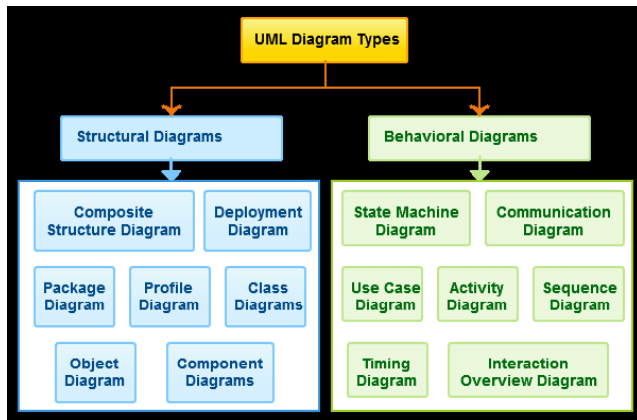 UML Diagram Types
Structural Diagrams
Behavioral Diagrams
Composite
Structure Diagram
Deployment
Diagram
Package
Diagram
Profile
Diagram
Class
Diagrams
Object
Diagram
Component
Diagrams
State Machine
Diagram
Communication
Diagram
Use Case
Diagram
Activity
Diagram
Sequence
Diagram
Timing
Diagram
Interaction
Overview Diagram